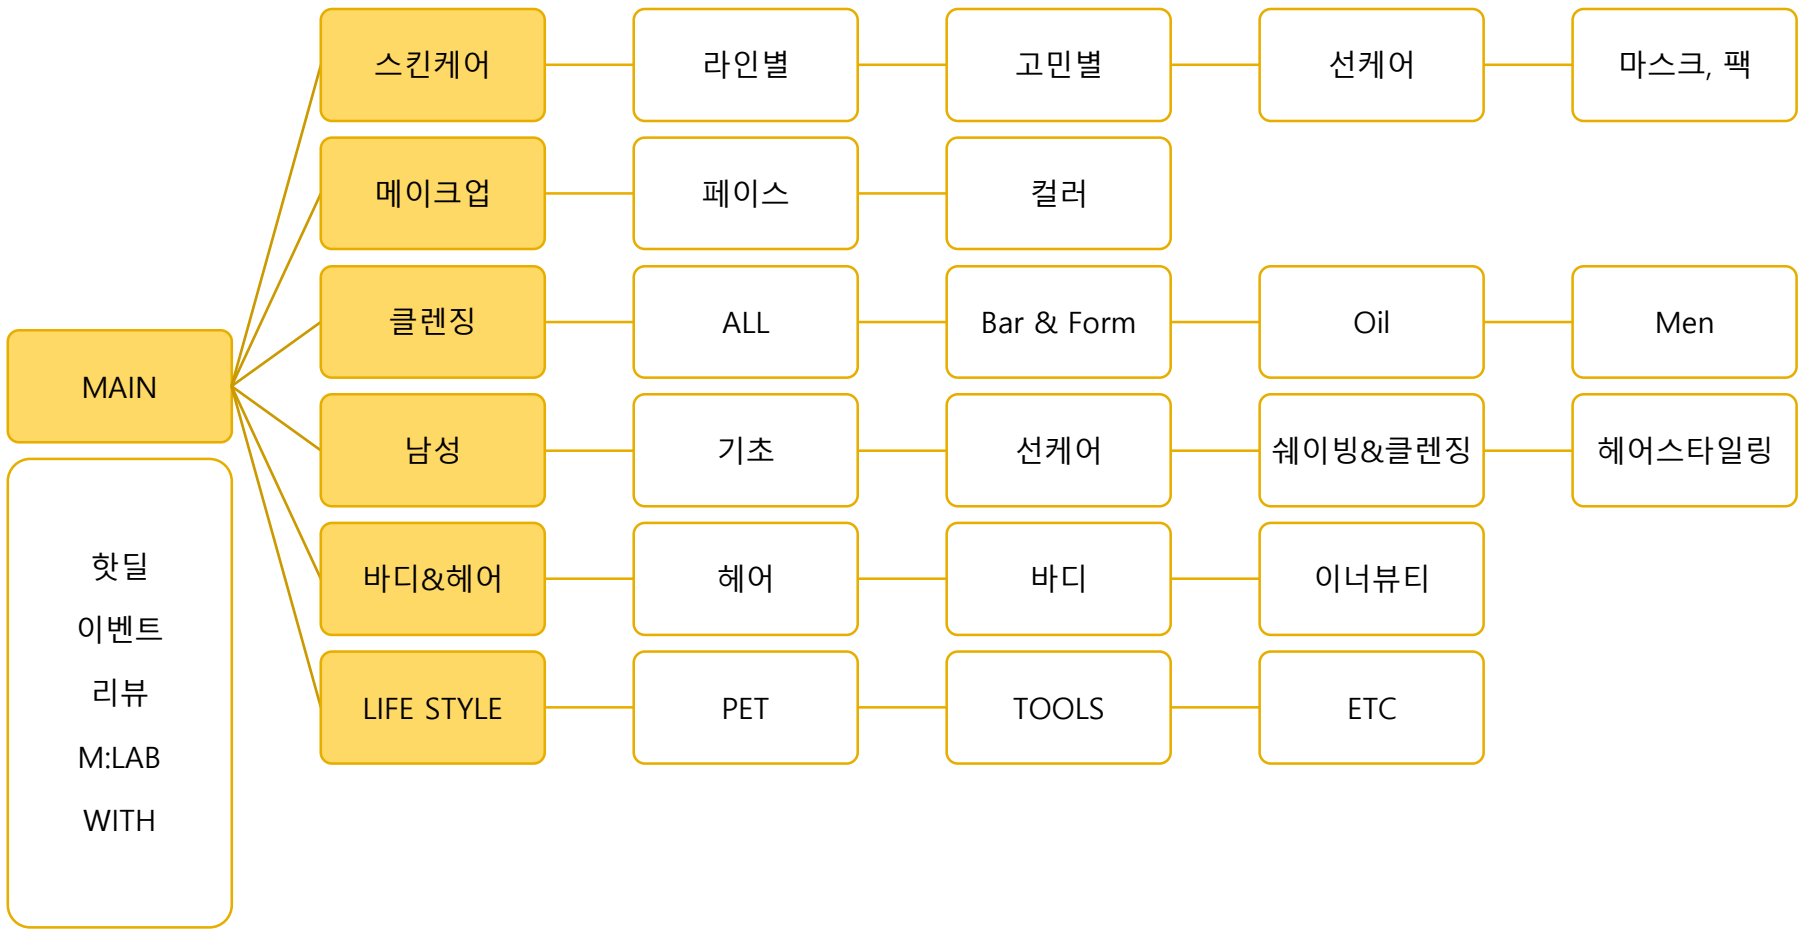 스킨케어
라인별
고민별
선케어
마스크, 팩
메이크업
페이스
컬러
클렌징
ALL
Bar & Form
Oil
Men
MAIN
남성
기초
선케어
쉐이빙&클렌징
헤어스타일링
바디&헤어
헤어
바디
이너뷰티
LIFE STYLE
PET
TOOLS
ETC
핫딜
이벤트
리뷰
M:LAB
WITH